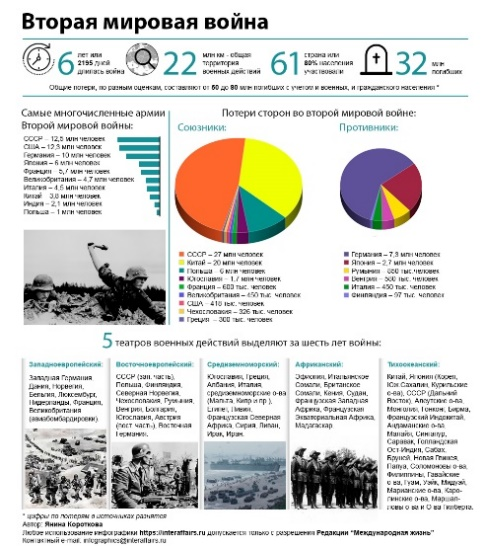 Вторая мировая война
6 лет или
2195 дней
длилась война
22 млн км - общая
территория
военных действий
61 страна или
80% населения
участвовали
32 млн
погибших
Общие потери, по разным оценкам, составляют от 50 до 80 млн погибших с учетом и военных, и гражданского населения *
Самые многочисленные армии
Второй мировой войны:
СССР – 12,5 млн человек
США – 12,3 млн человек
Германия – 10 млн человек
Япония – 6 млн человек
Франция – 5,7 млн человек
Великобритания – 4,7 млн человек
Италия – 4,5 млн человек
Китай – 3,8 млн человек
Индия – 2,1 млн человек
Польша – 1 млн человек
Потери сторон во второй мировой войне:
Союзники:
СССР – 27 млн человек
Китай – 20 млн человек
Польша – 6 млн человек
Югославия – 1,7 млн человек
Франция – 600 тыс. человек
Великобритания – 450 тыс. человек
США – 418 тыс. человек
Чехословакия – 326 тыс. человек
Греция – 300 тыс. человек
Противники:
Германия – 7,3 млн человек
Япония – 2,7 млн человек
Румыния – 650 тыс. человек
Венгрия – 500 тыс. человек
Италия – 450 тыс. человек
Финляндия – 97 тыс. человек
5 театров военных действий выделяют за шесть лет войны:
Западноевропейский:
Западная Германия
Дания, Норвегия,
Бельгия, Люксембург,
Нидерланды, Франция,
Великобритания
(авиабомбардировки)
Восточноевропейский:
СССР (зап. часть),
Польша, Финляндия,
Северная Норвегия,
Чехословакия, Румыния,
Венгрия, Болгария,
Югославия, Австрия
(вост. часть), Восточная
Германия.
Средиземноморский:
Югославия, Греция,
Албания, Италия,
средиземноморские о-ва
(Мальта, Кипр и пр.),
Египет, Ливия,
Французская Северная
Африка, Сирия, Ливан,
Ирак, Иран.
Африканский:
Эфиопия, Итальянское
Сомали, Британское
Сомали, Кения, Судан,
Французская Западная
Африка, Французская
Экваториальная Африка,
Мадагаскар.
Тихоокеанский:
Китай, Япония (Корея,
Юж. Сахалин, Курильские
о-ва), СССР (Дальний
Восток), Алеутские о-ва,
Монголия, Гонконг, Бирма,
Французский Индокитай,
Андаманские о-ва
Малайя, Сингапур,
Саравак, Голландская
Ост-Индия, Сабах,
Бруней, Новая Гвинея,
Папуа, Соломоновы о-ва,
Филиппины, Гавайские
о-ва, Гуам, Уэйк, Мидуэй,
Марианские о-ва, Каро-
линские о-ва, Маршал-
ловы о-ва и О-ва Гилберта.
* цифры по потерям в источниках разнятся
Автор: Янина Короткова
Любое использование инфографики https://interaffairs.ru допускается только с разрешения Редакции "Международная жизнь"
Контактный e-mail: infographics@interaffairs.ru